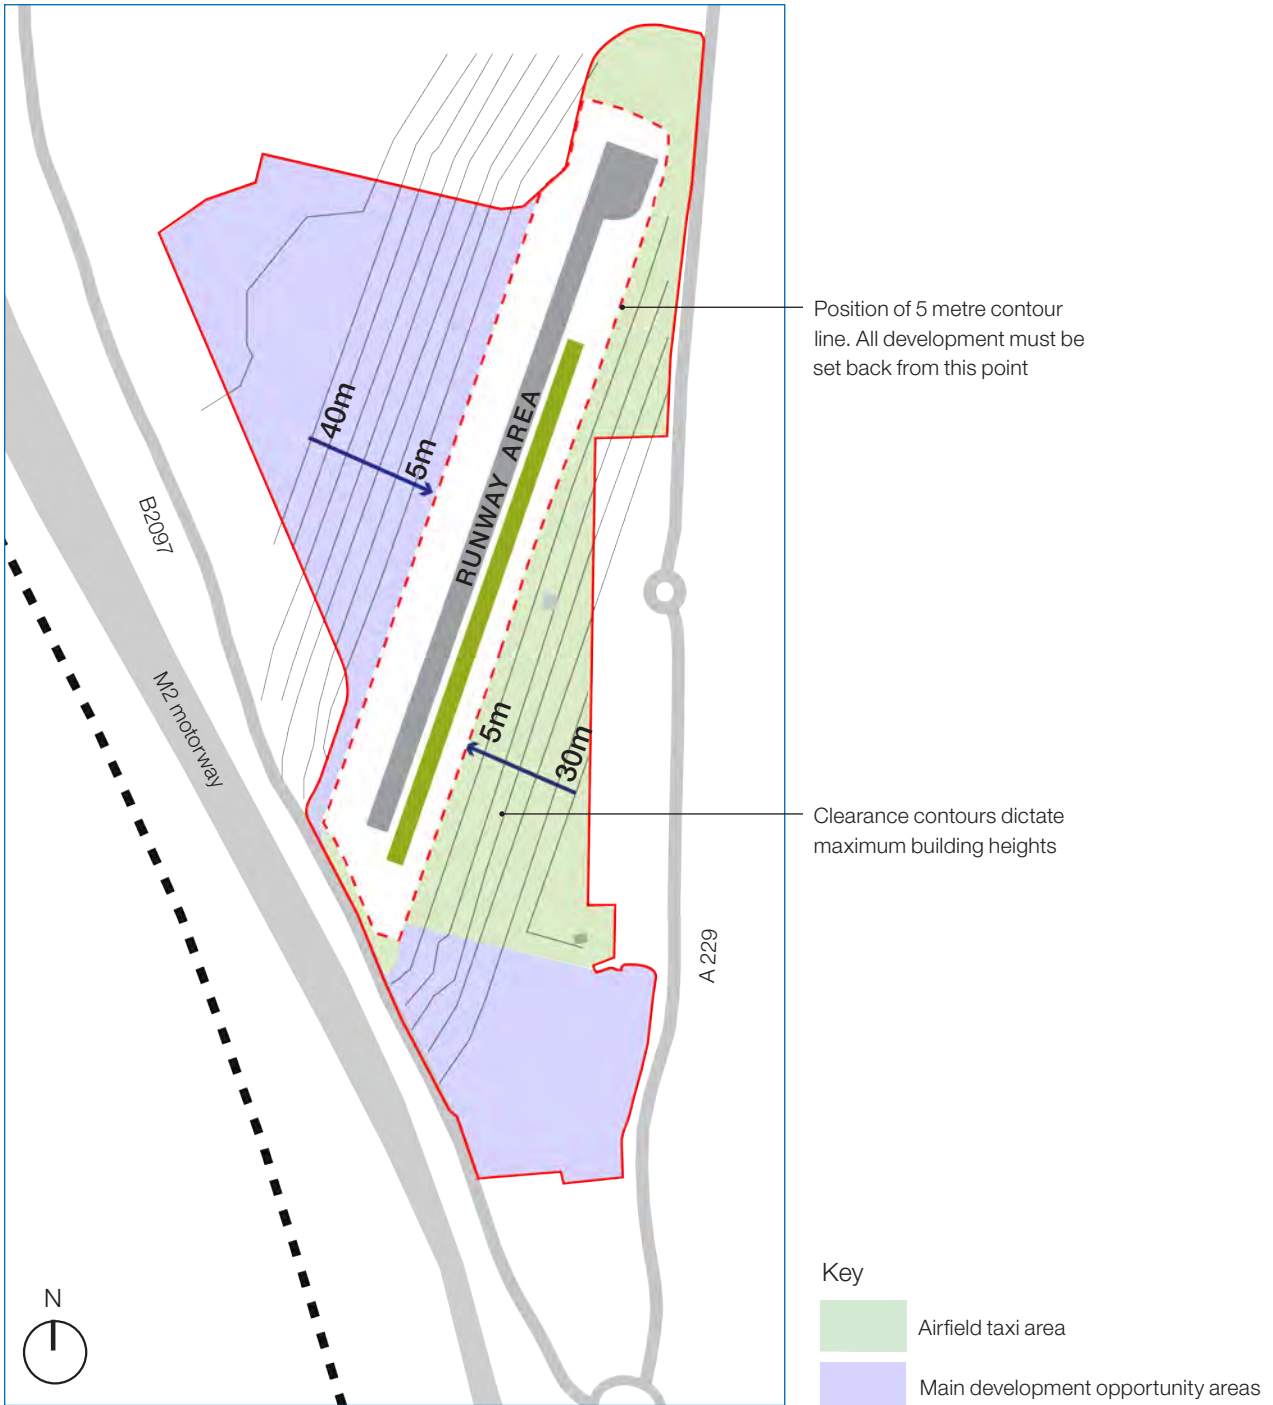 Position of 5 metre contour
line. All development must be
set back from this point
40m
5m
RUNWAY AREA
B2097
M2 motorway
5m
30m
Clearance contours dictate
maximum building heights
A 229
N
Key
Airfield taxi area
Main development opportunity areas